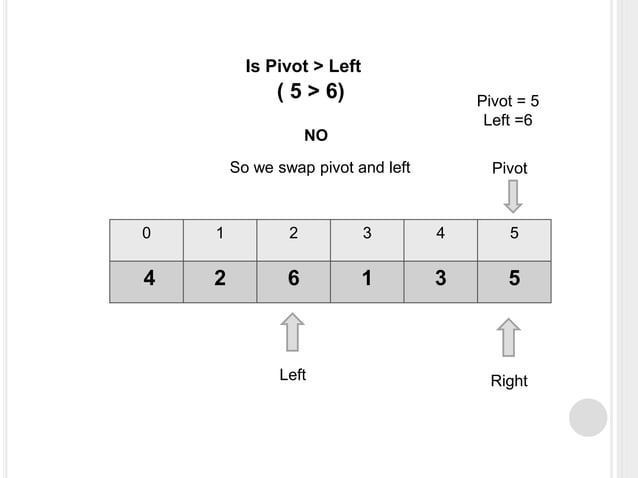 Is Pivot > Left
( 5 > 6)
Pivot = 5
Left =6
NO
So we swap pivot and left
Pivot
0 1 2 3 4 5
4 2 6 1 3 5
Left
Right